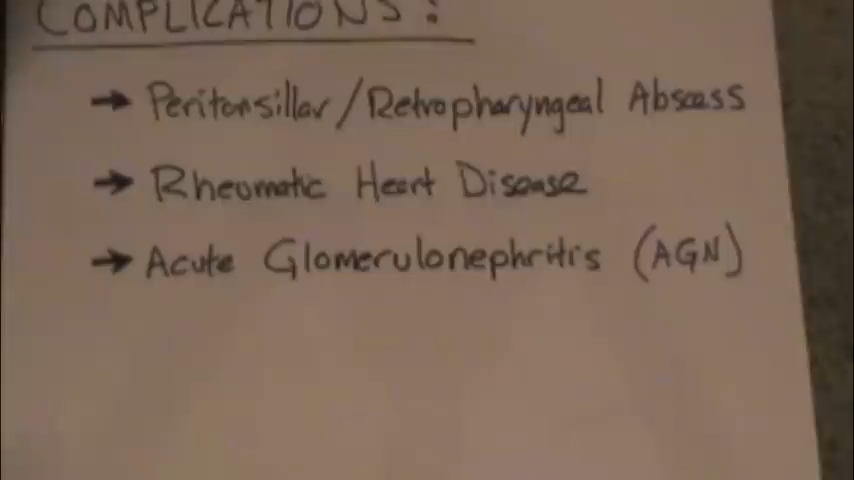 COMPLICATIONS:
→ Peritonsillar/Retropharyngeal Abscess
→ Rheumatic Heart Disease
→ Acute Glomerulonephritis (AGN)